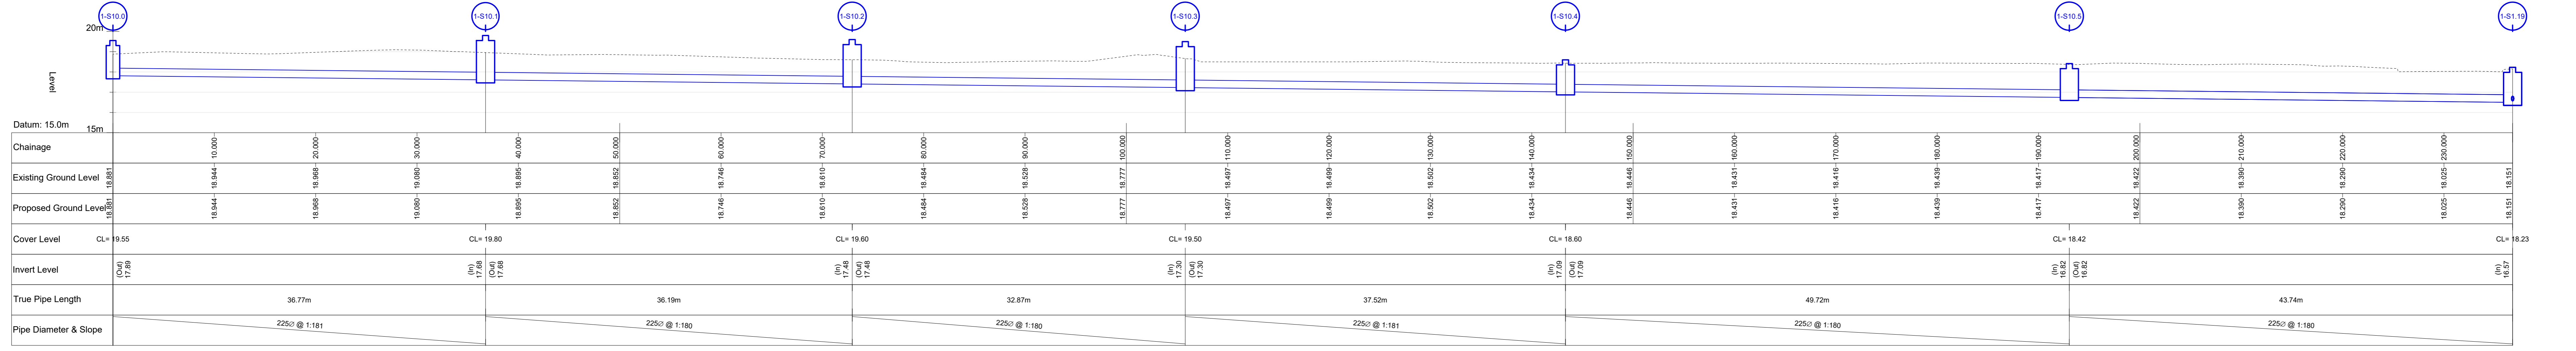 1-S10.0 1-S10.1 1-S10.2 1-S10.3 1-S10.4 1-S10.5 1-S1.19
20m
Level
Datum: 15.0m
15m
Chainage 10.000 20.000 30.000 40.000 50.000 60.000 70.000 80.000 90.000 100.000 110.000 120.000 130.000 140.000 150.000 160.000 170.000 180.000 190.000 200.000 210.000 220.000 230.000
Existing Ground Level 18.881 18.944 18.968 19.080 18.895 18.852 18.746 18.610 18.484 18.528 18.777 18.497 18.499 18.502 18.434 18.446 18.431 18.416 18.439 18.417 18.422 18.390 18.290 18.025 18.151
Proposed Ground Level 18.881 18.944 18.968 19.080 18.895 18.852 18.746 18.610 18.484 18.528 18.777 18.497 18.499 18.502 18.434 18.446 18.431 18.416 18.439 18.417 18.422 18.390 18.290 18.025 18.151
Cover Level CL= 19.55 CL= 19.80 CL= 19.60 CL= 19.50 CL= 18.60 CL= 18.42 CL= 18.23
Invert Level (Out) 17.89 (In) 17.68 (Out) 17.68 (In) 17.48 (Out) 17.48 (In) 17.30 (Out) 17.30 (In) 17.09 (Out) 17.09 (In) 16.82 (Out) 16.82 (In) 16.57
True Pipe Length 36.77m 36.19m 32.87m 37.52m 49.72m 43.74m
Pipe Diameter & Slope 225∅ @ 1:181 225∅ @ 1:180 225∅ @ 1:180 225∅ @ 1:181 225∅ @ 1:180 225∅ @ 1:180